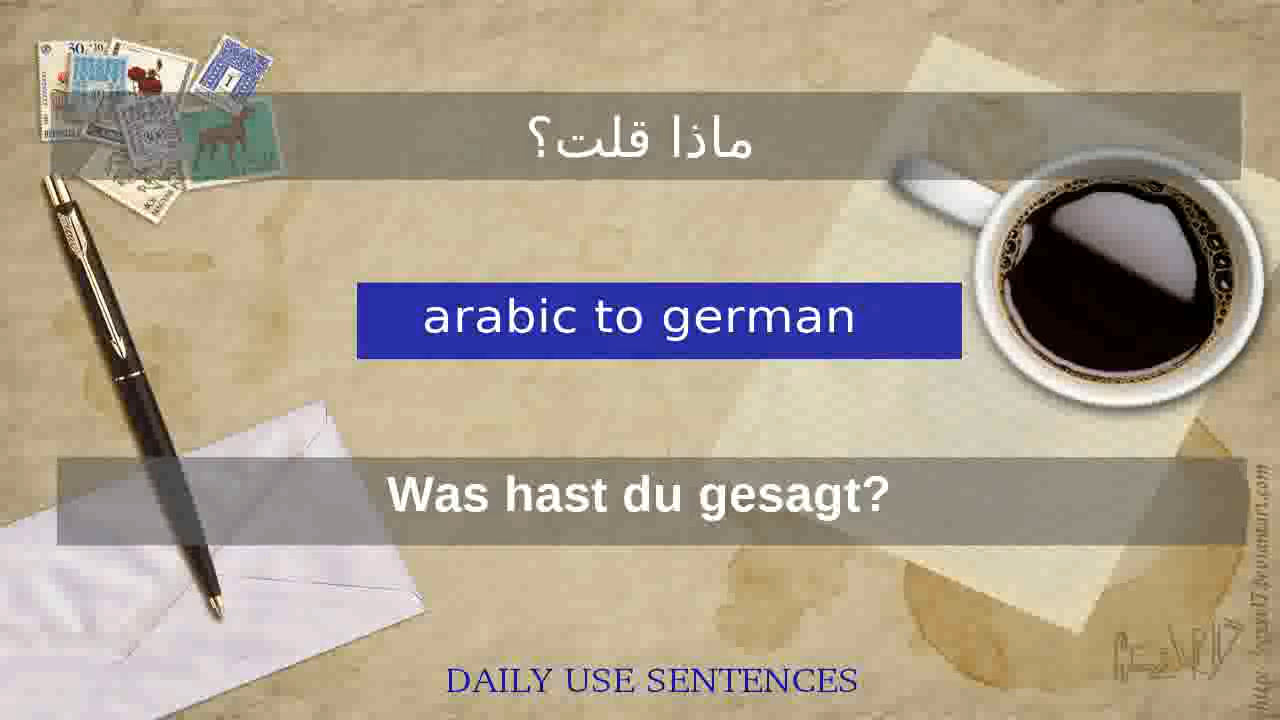 ماذا قلت؟
arabic to german
Was hast du gesagt?
DAILY USE SENTENCES